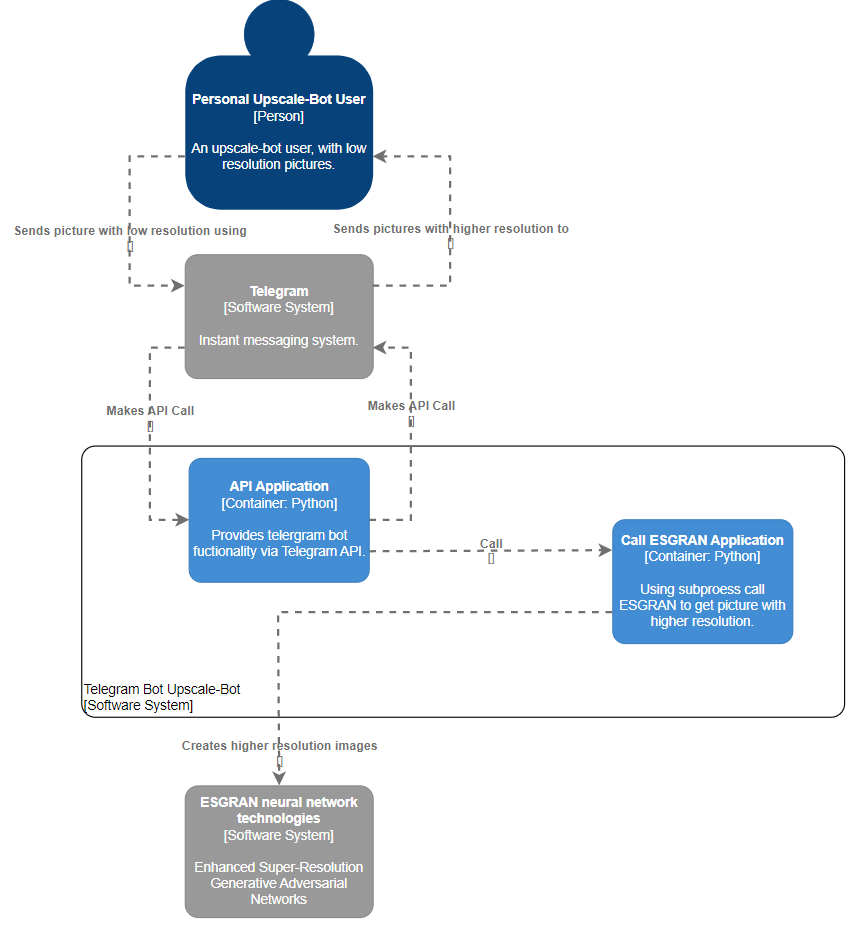 Personal Upscale-Bot User
[Person]
An upscale-bot user, with low
resolution pictures.
Sends picture with low resolution using
[]
Sends pictures with higher resolution to
[]
Telegram
[Software System]
Instant messaging system.
Makes API Call
[]
Makes API Call
[]
API Application
[Container: Python]
Provides telergram bot
fuctionality via Telegram API.
Call
[]
Call ESGRAN Application
[Container: Python]
Using subproess call
ESGRAN to get picture with
higher resolution.
Telegram Bot Upscale-Bot
[Software System]
Creates higher resolution images
[]
ESGRAN neural network
technologies
[Software System]
Enhanced Super-Resolution
Generative Adversarial
Networks